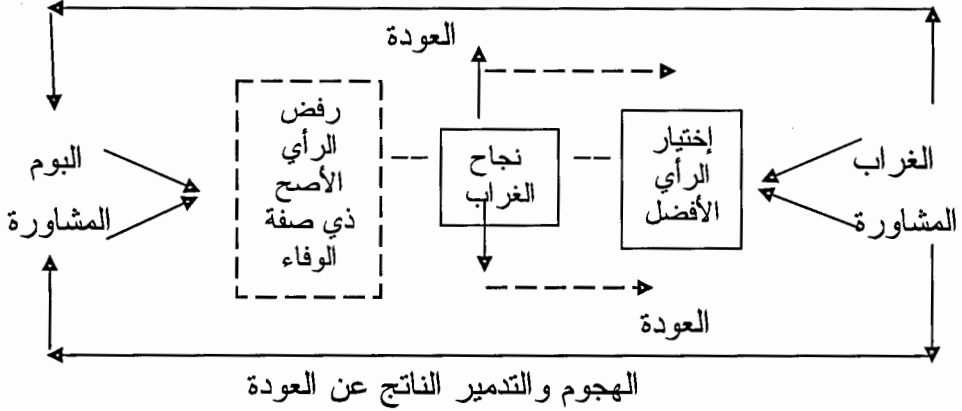 العودة
الغراب
المشاورة
إختيار
الرأي
الأفضل
نجاح
الغراب
رفض
الرأي
الأصح
ذي صفة
الوفاء
البوم
المشاورة
العودة
الهجوم والتدمير الناتج عن العودة